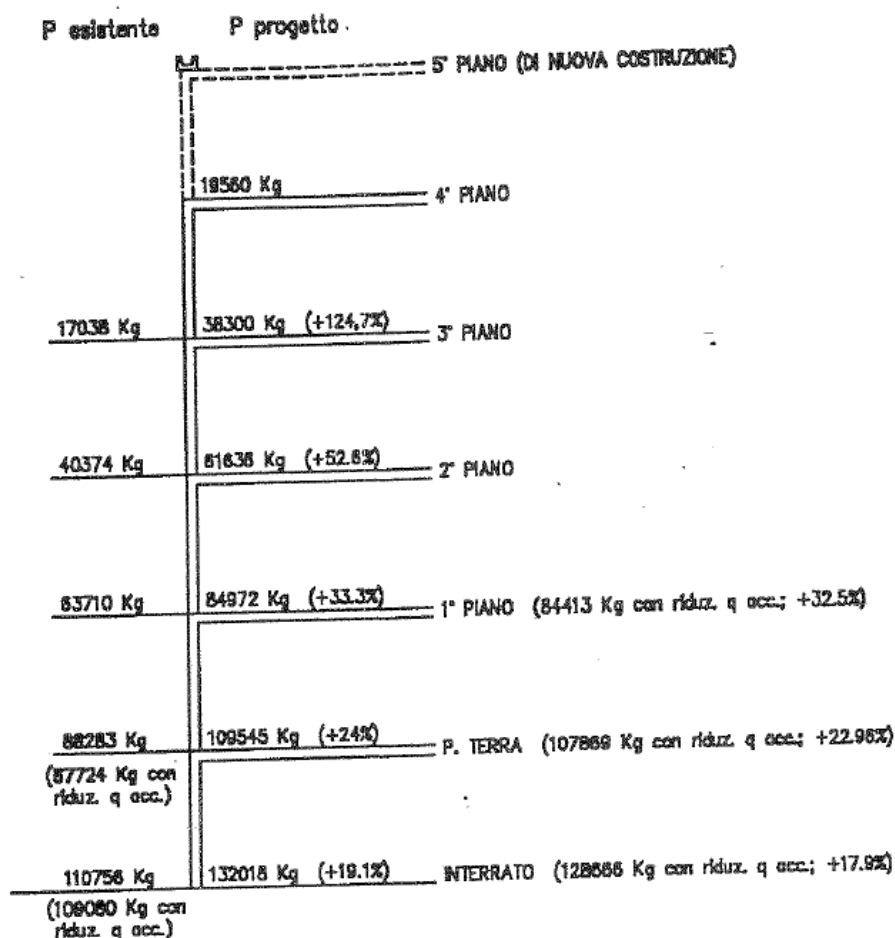 P esistente P progetto
5° PIANO (DI NUOVA COSTRUZIONE)
19560 Kg 4° PIANO
17038 Kg 38300 Kg (+124,7%) 3° PIANO
40374 Kg 61636 Kg (+52.6%) 2° PIANO
63710 Kg 84972 Kg (+33.3%) 1° PIANO (84413 Kg con riduz. q acc.; +32.5%)
88283 Kg 109545 Kg (+24%) P. TERRA (107869 Kg con riduz. q acc.; +22.96%)
(87724 Kg con
riduz. q acc.)
110756 Kg 132018 Kg (+19.1%) INTERRATO (128666 Kg con riduz. q acc.; +17.9%)
(109080 Kg con
riduz. q acc.)